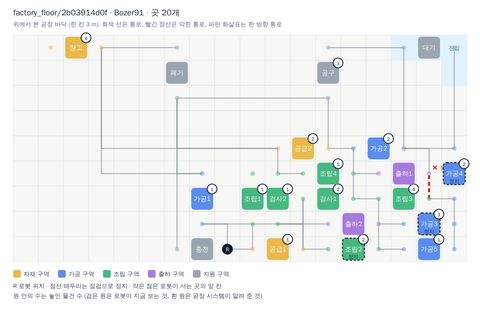 factory_floor/2b03914d0f · Bozer91 · 곳 20개
위에서 본 공장 바닥 (한 칸 3 m), 회색 선은 통로, 빨간 점선은 막힌 통로, 파란 화살표는 한 방향 통로
창고 4
대기
전원
폐기
공구 3
공급2 2
가공2 2
조립4 1
출하1
가공4 2
가공1 1
조립1 1
검사2 1
검사1 2
조립3 4
출하2
가공3 3
충전
R
공급1 1
조립2 2
가공5 1
자재 구역
가공 구역
조립 구역
출하 구역
지원 구역
R 로봇 위치 · 점선 테두리는 점검으로 정지 · 작은 점은 로봇이 서는 곳의 앞 칸
원 안의 수는 놓인 물건 수 (검은 원은 로봇이 지금 보는 것, 흰 원은 공장 시스템이 알려 준 것)